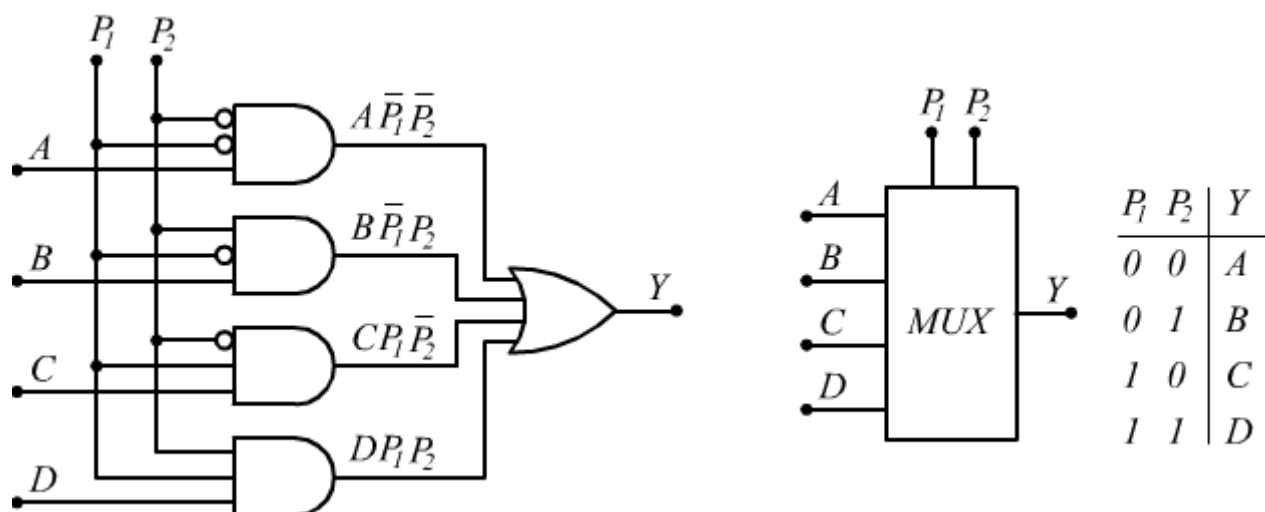 P₁ P₂
A
A P̅₁ P̅₂
B
B P̅₁ P₂
C
C P₁ P̅₂
D
D P₁ P₂
Y
P₁ P₂
A
B
C
D
MUX
Y
P₁ P₂ Y
0 0 A
0 1 B
1 0 C
1 1 D